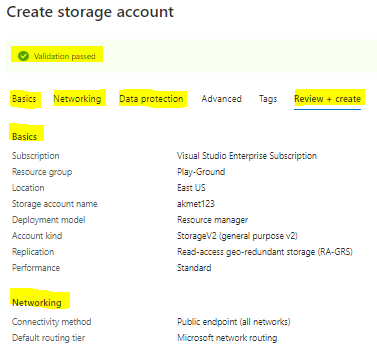 Create storage account
Validation passed
Basics Networking Data protection Advanced Tags Review + create
Basics
Subscription Visual Studio Enterprise Subscription
Resource group Play-Ground
Location East US
Storage account name akmet123
Deployment model Resource manager
Account kind StorageV2 (general purpose v2)
Replication Read-access geo-redundant storage (RA-GRS)
Performance Standard
Networking
Connectivity method Public endpoint (all networks)
Default routing tier Microsoft network routing